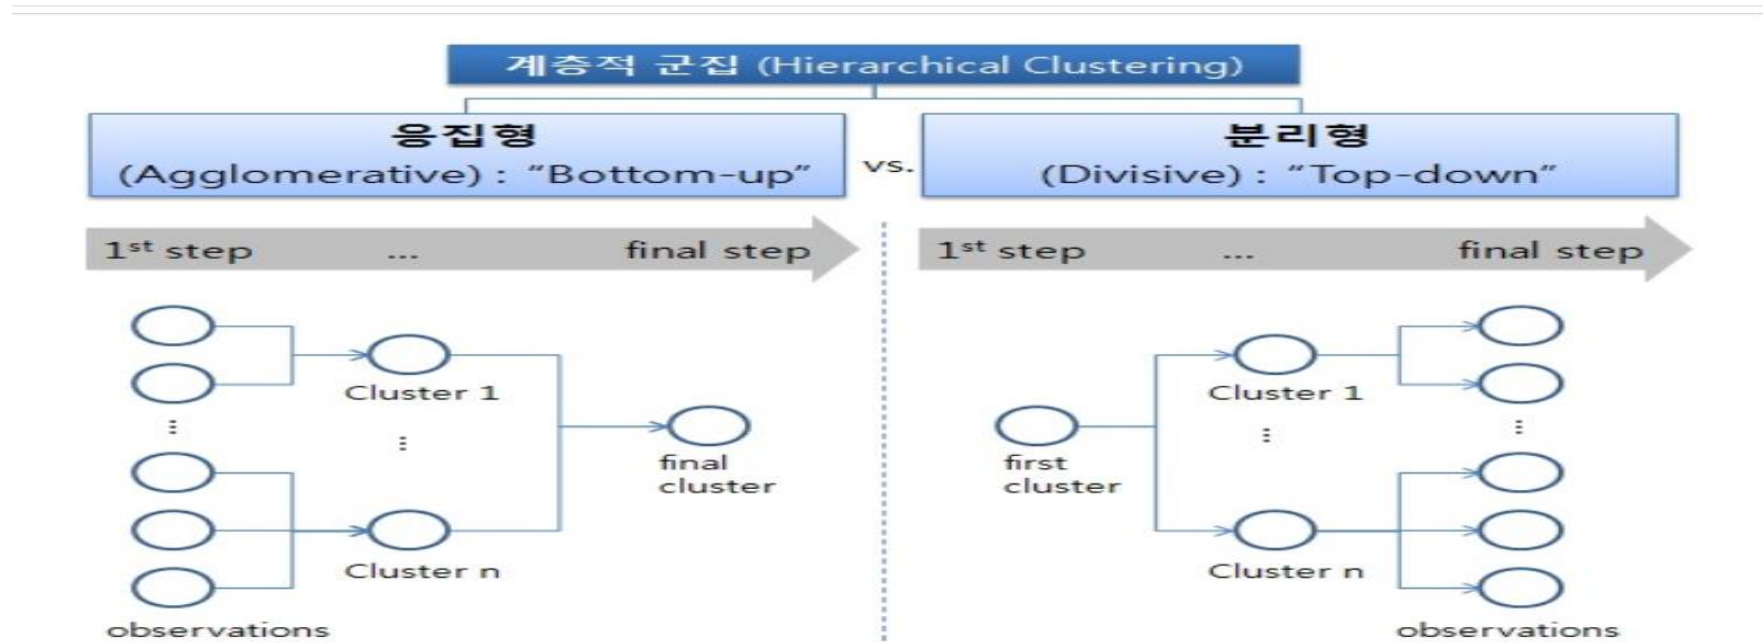 계층적 군집 (Hierarchical Clustering)
응집형
(Agglomerative) : “Bottom-up”
vs.
분리형
(Divisive) : “Top-down”
1st step ... final step
1st step ... final step
Cluster 1
⋮
⋮
final
cluster
Cluster n
observations
first
cluster
Cluster 1
⋮
⋮
Cluster n
observations